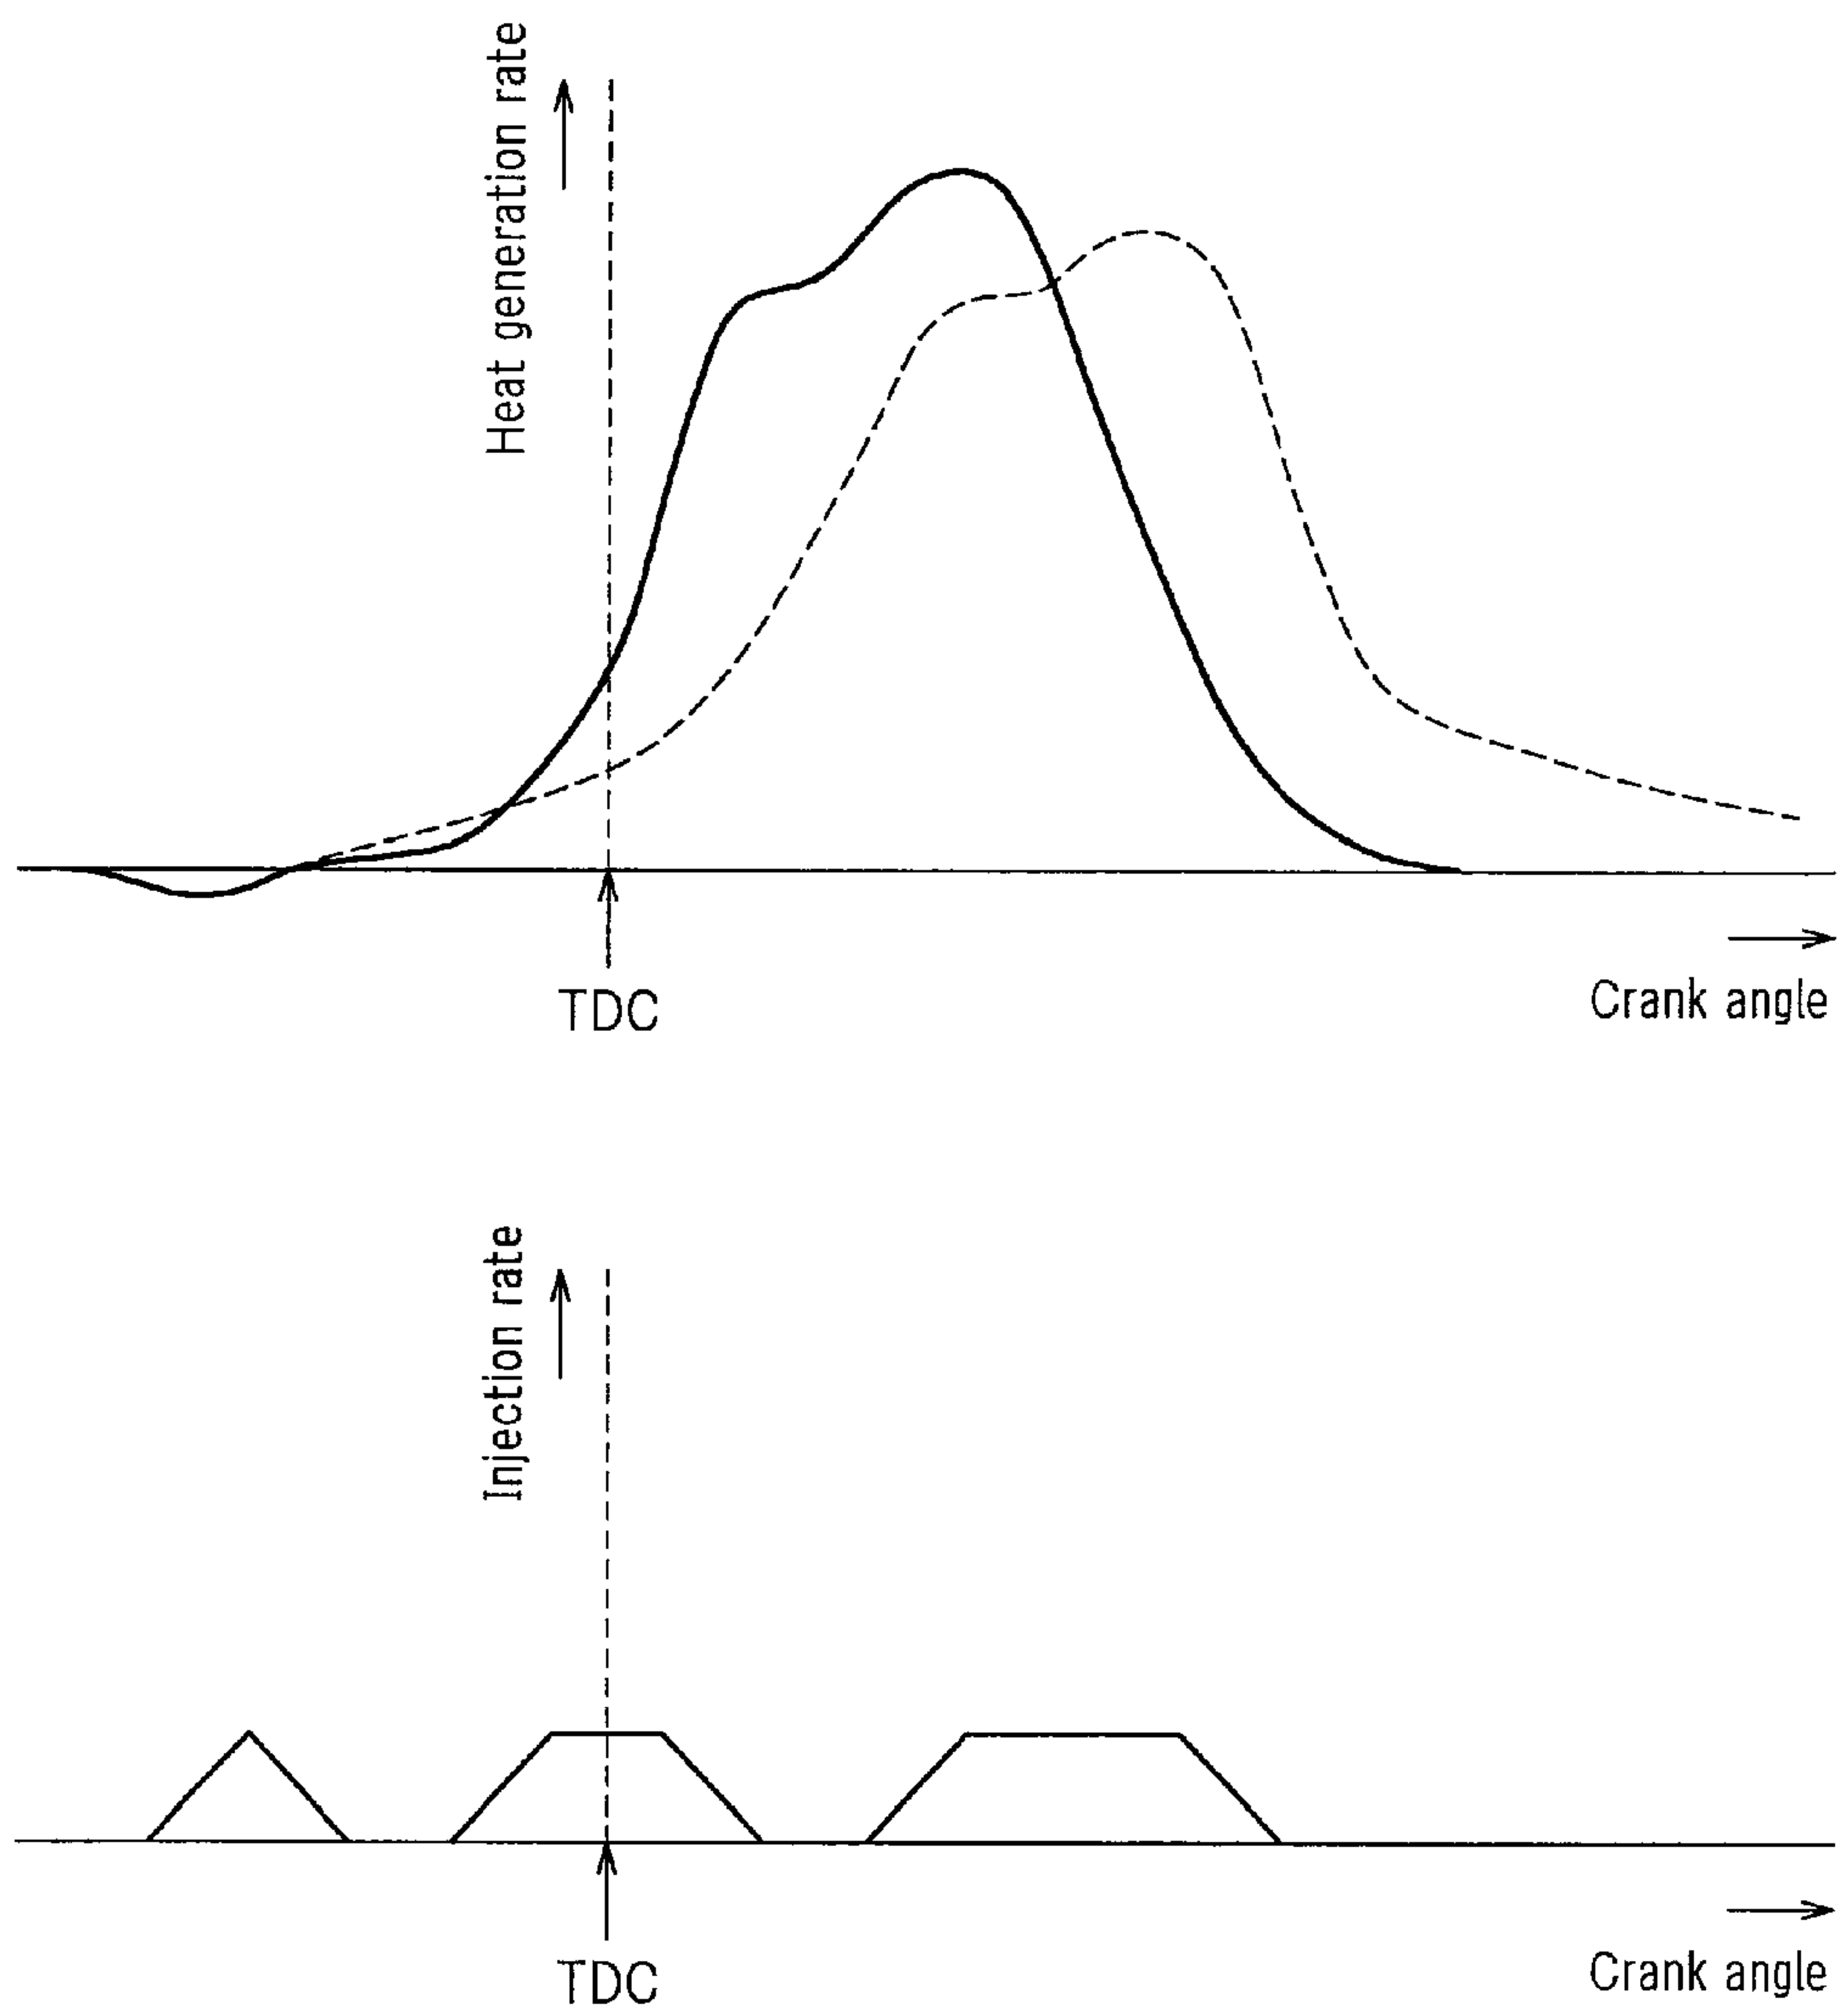 Heat generation rate
TDC
Crank angle
Injection rate
TDC
Crank angle